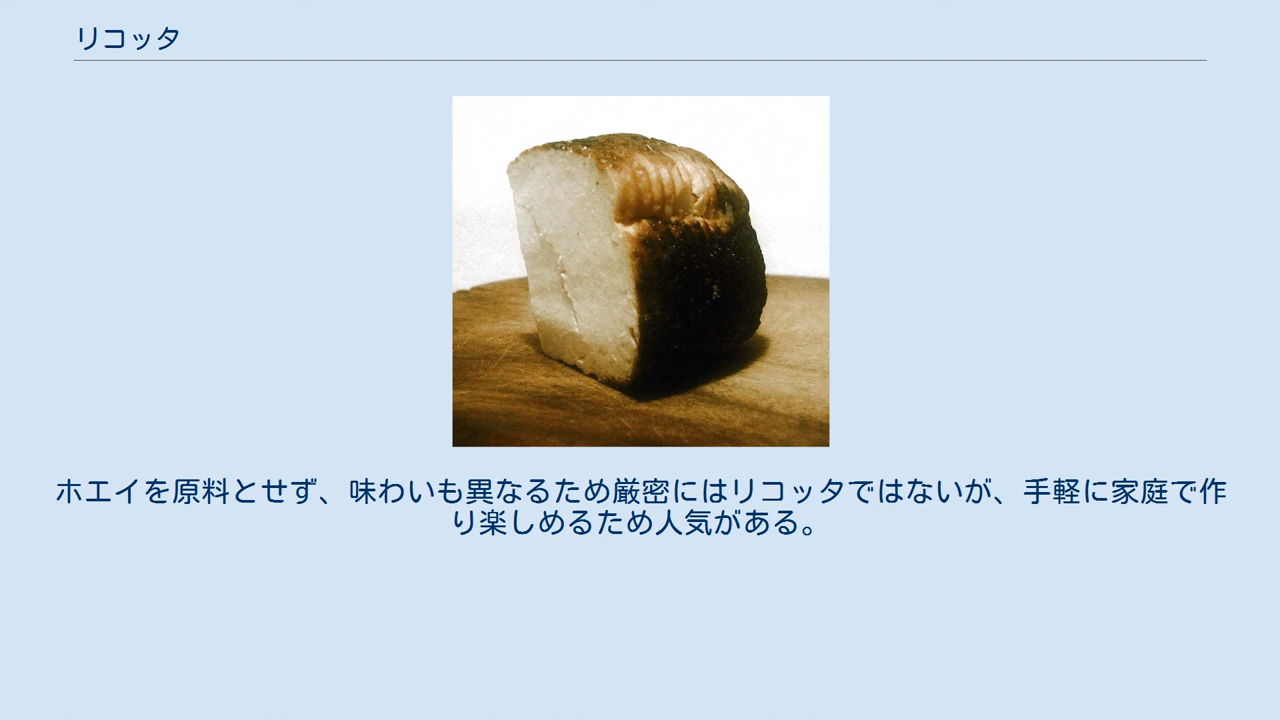 リコッタ
ホエイを原料とせず、味わいも異なるため厳密にはリコッタではないが、手軽に家庭で作
り楽しめるため人気がある。